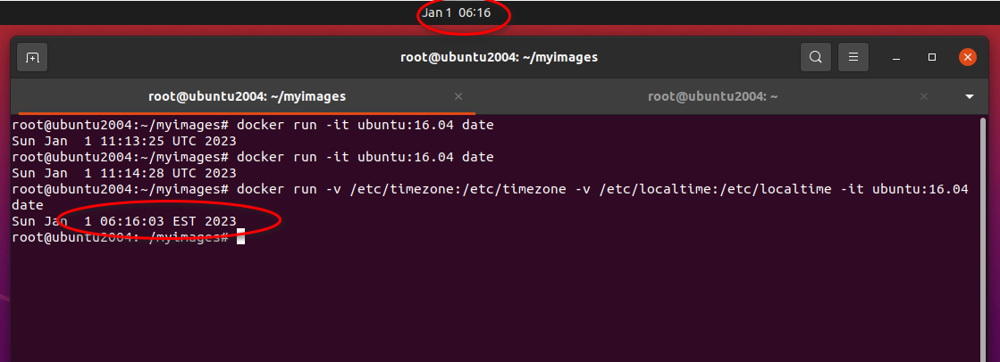 Jan 1 06:16
root@ubuntu2004: ~/myimages
root@ubuntu2004: ~/myimages
root@ubuntu2004: ~
root@ubuntu2004:~/myimages# docker run -it ubuntu:16.04 date
Sun Jan  1 11:13:25 UTC 2023
root@ubuntu2004:~/myimages# docker run -it ubuntu:16.04 date
Sun Jan  1 11:14:28 UTC 2023
root@ubuntu2004:~/myimages# docker run -v /etc/timezone:/etc/timezone -v /etc/localtime:/etc/localtime -it ubuntu:16.04
date
Sun Jan  1 06:16:03 EST 2023
root@ubuntu2004:~/myimages#